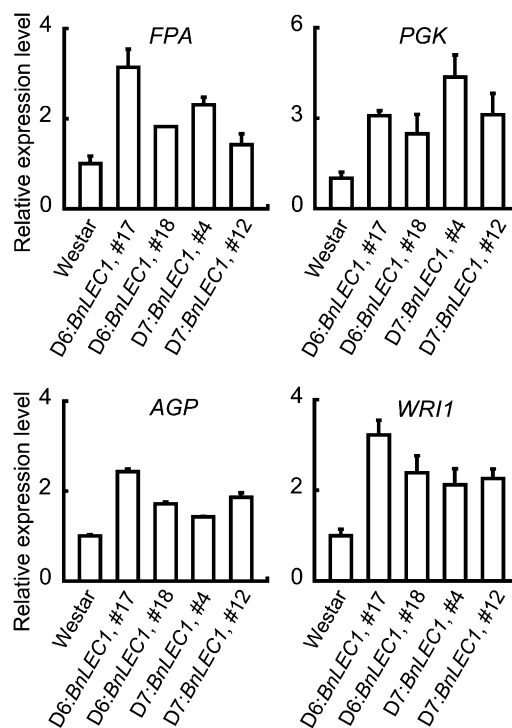 FPA
Relative expression level
4
2
0
Westar
D6:BnLEC1, #17
D6:BnLEC1, #18
D7:BnLEC1, #4
D7:BnLEC1, #12
PGK
6
3
0
Westar
D6:BnLEC1, #17
D6:BnLEC1, #18
D7:BnLEC1, #4
D7:BnLEC1, #12
AGP
Relative expression level
4
2
0
Westar
D6:BnLEC1, #17
D6:BnLEC1, #18
D7:BnLEC1, #4
D7:BnLEC1, #12
WRI1
4
2
0
Westar
D6:BnLEC1, #17
D6:BnLEC1, #18
D7:BnLEC1, #4
D7:BnLEC1, #12